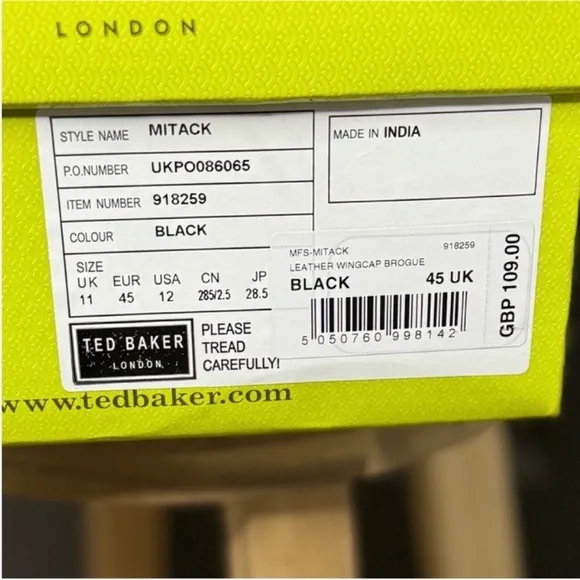 LONDON
STYLE NAME MITACK
MADE IN INDIA
P.O.NUMBER UKPO086065
ITEM NUMBER 918259
COLOUR BLACK
SIZE
UK EUR USA CN JP
11 45 12 285/2.5 28.5
MFS-MITACK 918259
LEATHER WINGCAP BROGUE
BLACK 45 UK
5 050760 998142
GBP 109.00
TED BAKER
LONDON
PLEASE
TREAD
CAREFULLY!
www.tedbaker.com